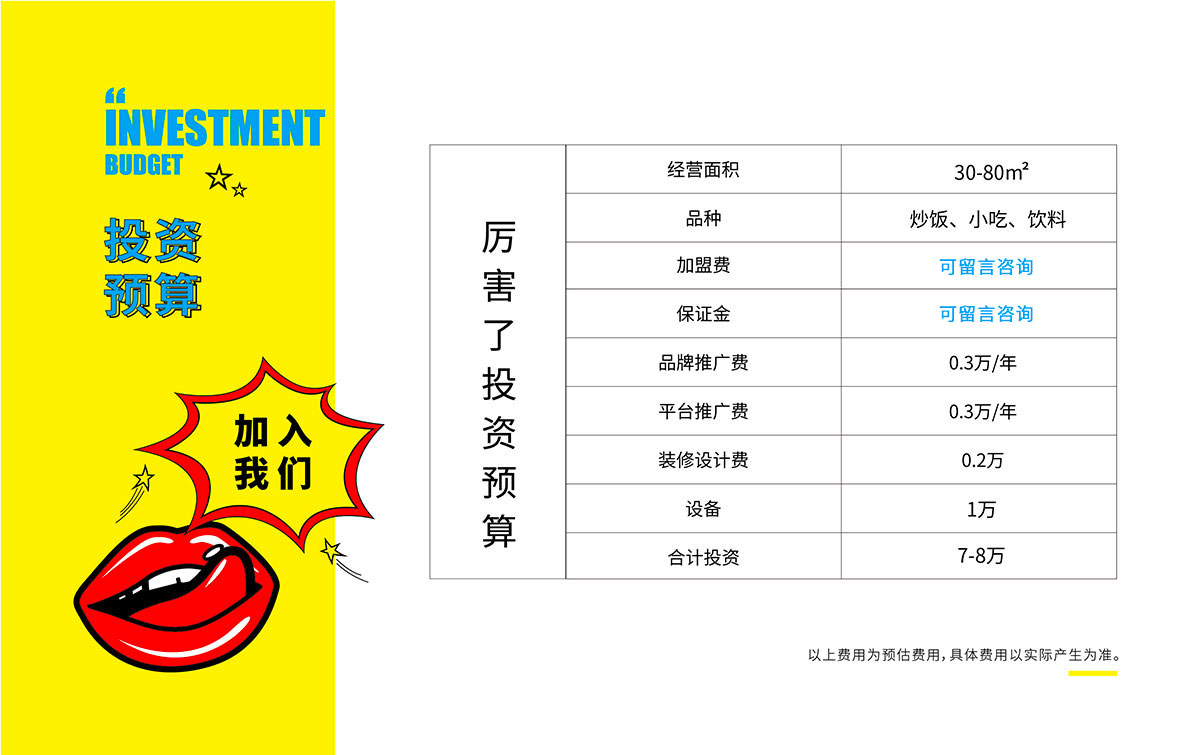 “
INVESTMENT
BUDGET
投资
预算
加入
我们
厉害了投资预算
经营面积 30-80m²
品种 炒饭、小吃、饮料
加盟费 可留言咨询
保证金 可留言咨询
品牌推广费 0.3万/年
平台推广费 0.3万/年
装修设计费 0.2万
设备 1万
合计投资 7-8万
以上费用为预估费用,具体费用以实际产生为准。